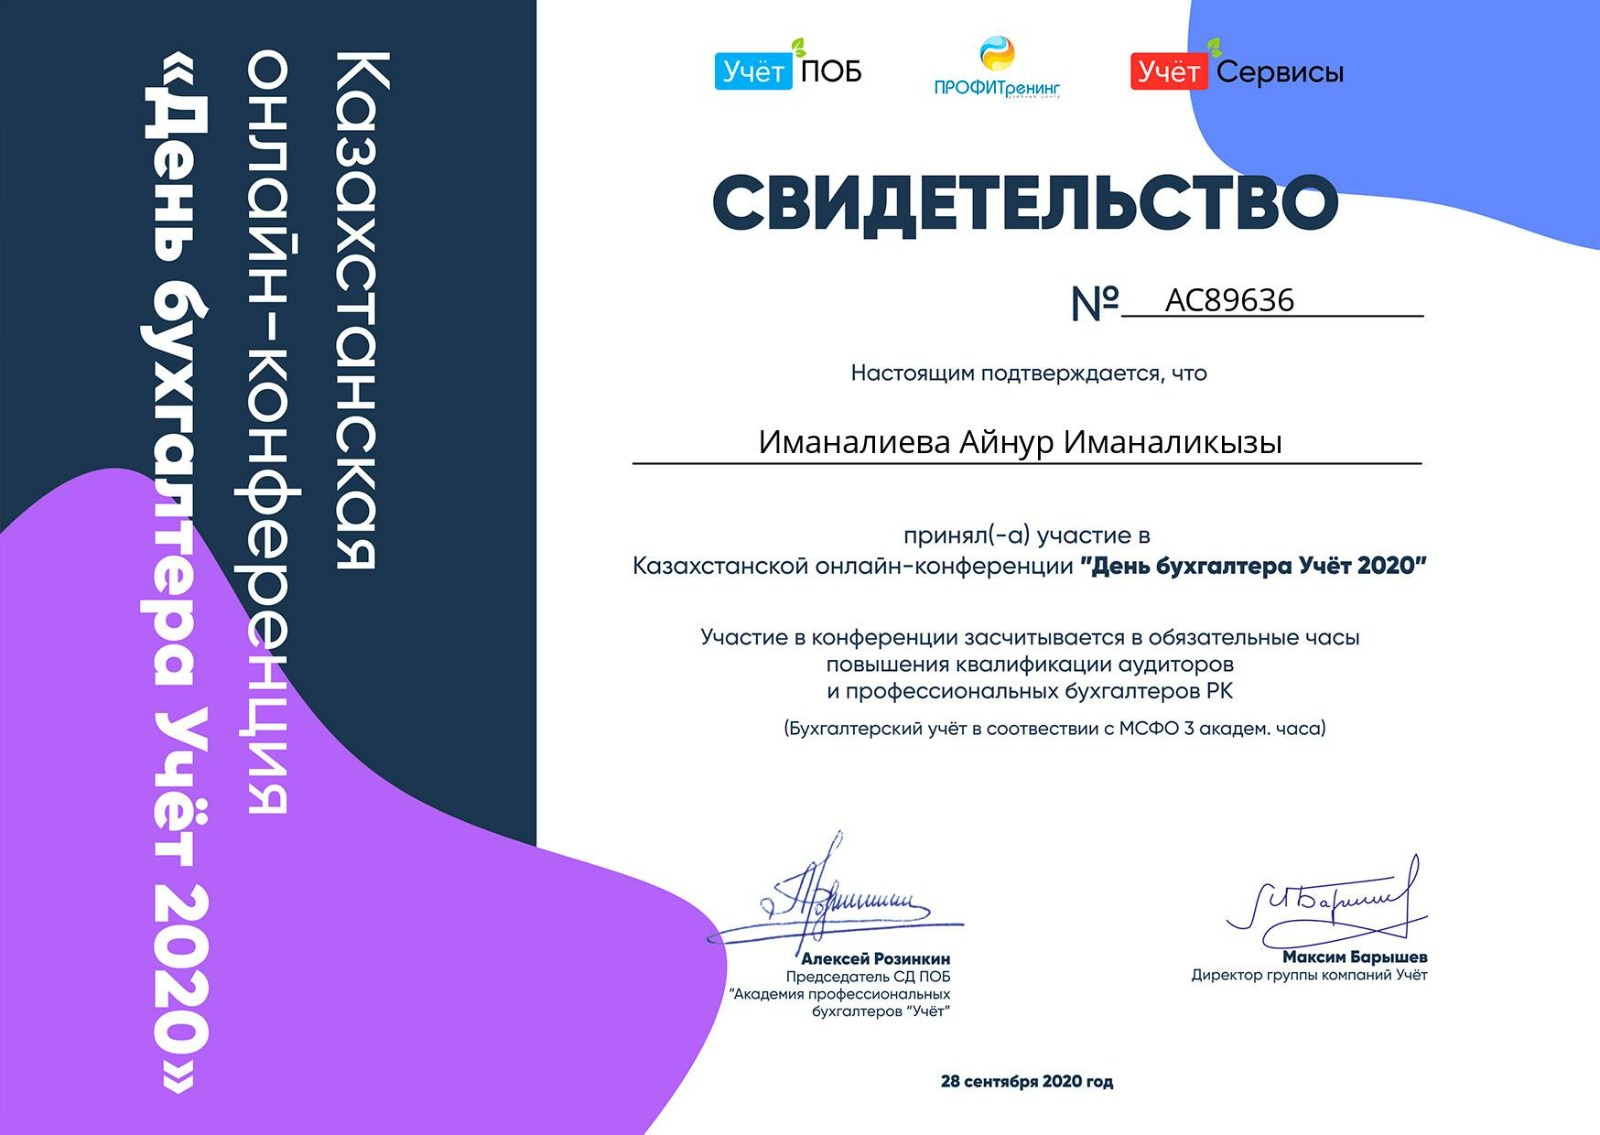 Казахстанская
онлайн-конференция
«День бухгалтера Учёт 2020»
Учёт ПОБ
ПРОФИТренинг
Учёт Сервисы
СВИДЕТЕЛЬСТВО
№ АС89636
Настоящим подтверждается, что
Иманалиева Айнур Иманаликызы
принял(-а) участие в
Казахстанской онлайн-конференции "День бухгалтера Учёт 2020"
Участие в конференции засчитывается в обязательные часы
повышения квалификации аудиторов
и профессиональных бухгалтеров РК
(Бухгалтерский учёт в соотвествии с МСФО 3 академ. часа)
Алексей Розинкин
Председатель СД ПОБ
"Академия профессиональных
бухгалтеров "Учёт"
Максим Барышев
Директор группы компаний Учёт
28 сентября 2020 год